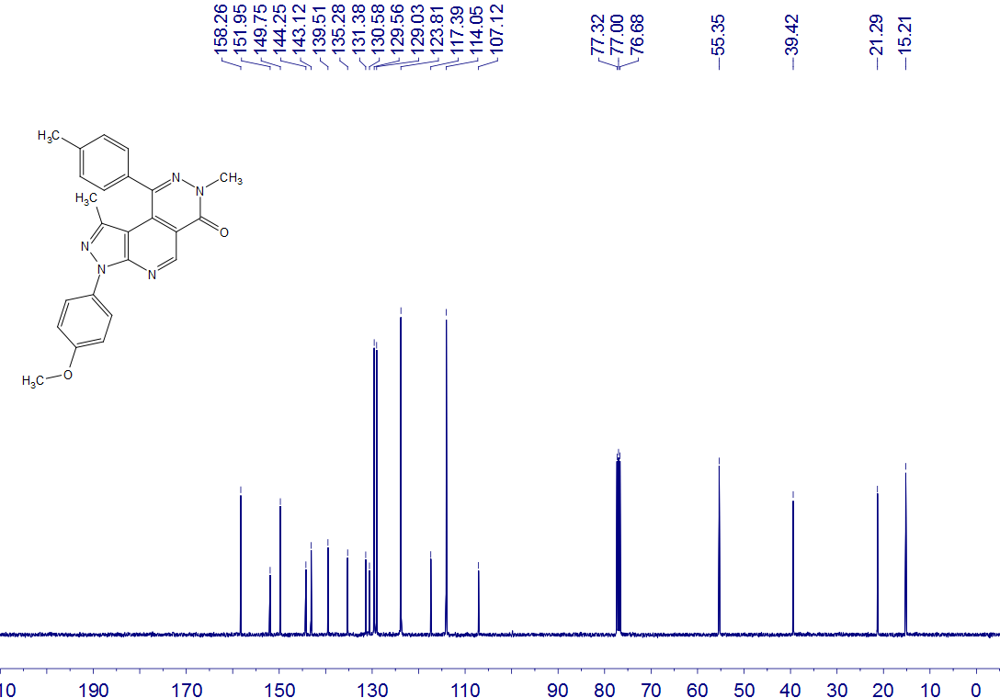 158.26
151.95
149.75
144.25
143.12
139.51
135.28
131.38
130.58
129.56
129.03
123.81
117.39
114.05
107.12
77.32
77.00
76.68
55.35
39.42
21.29
15.21
H3C
N
N
CH3
H3C
O
N
N
N
O
H3C
10 190 170 150 130 110 90 80 70 60 50 40 30 20 10 0